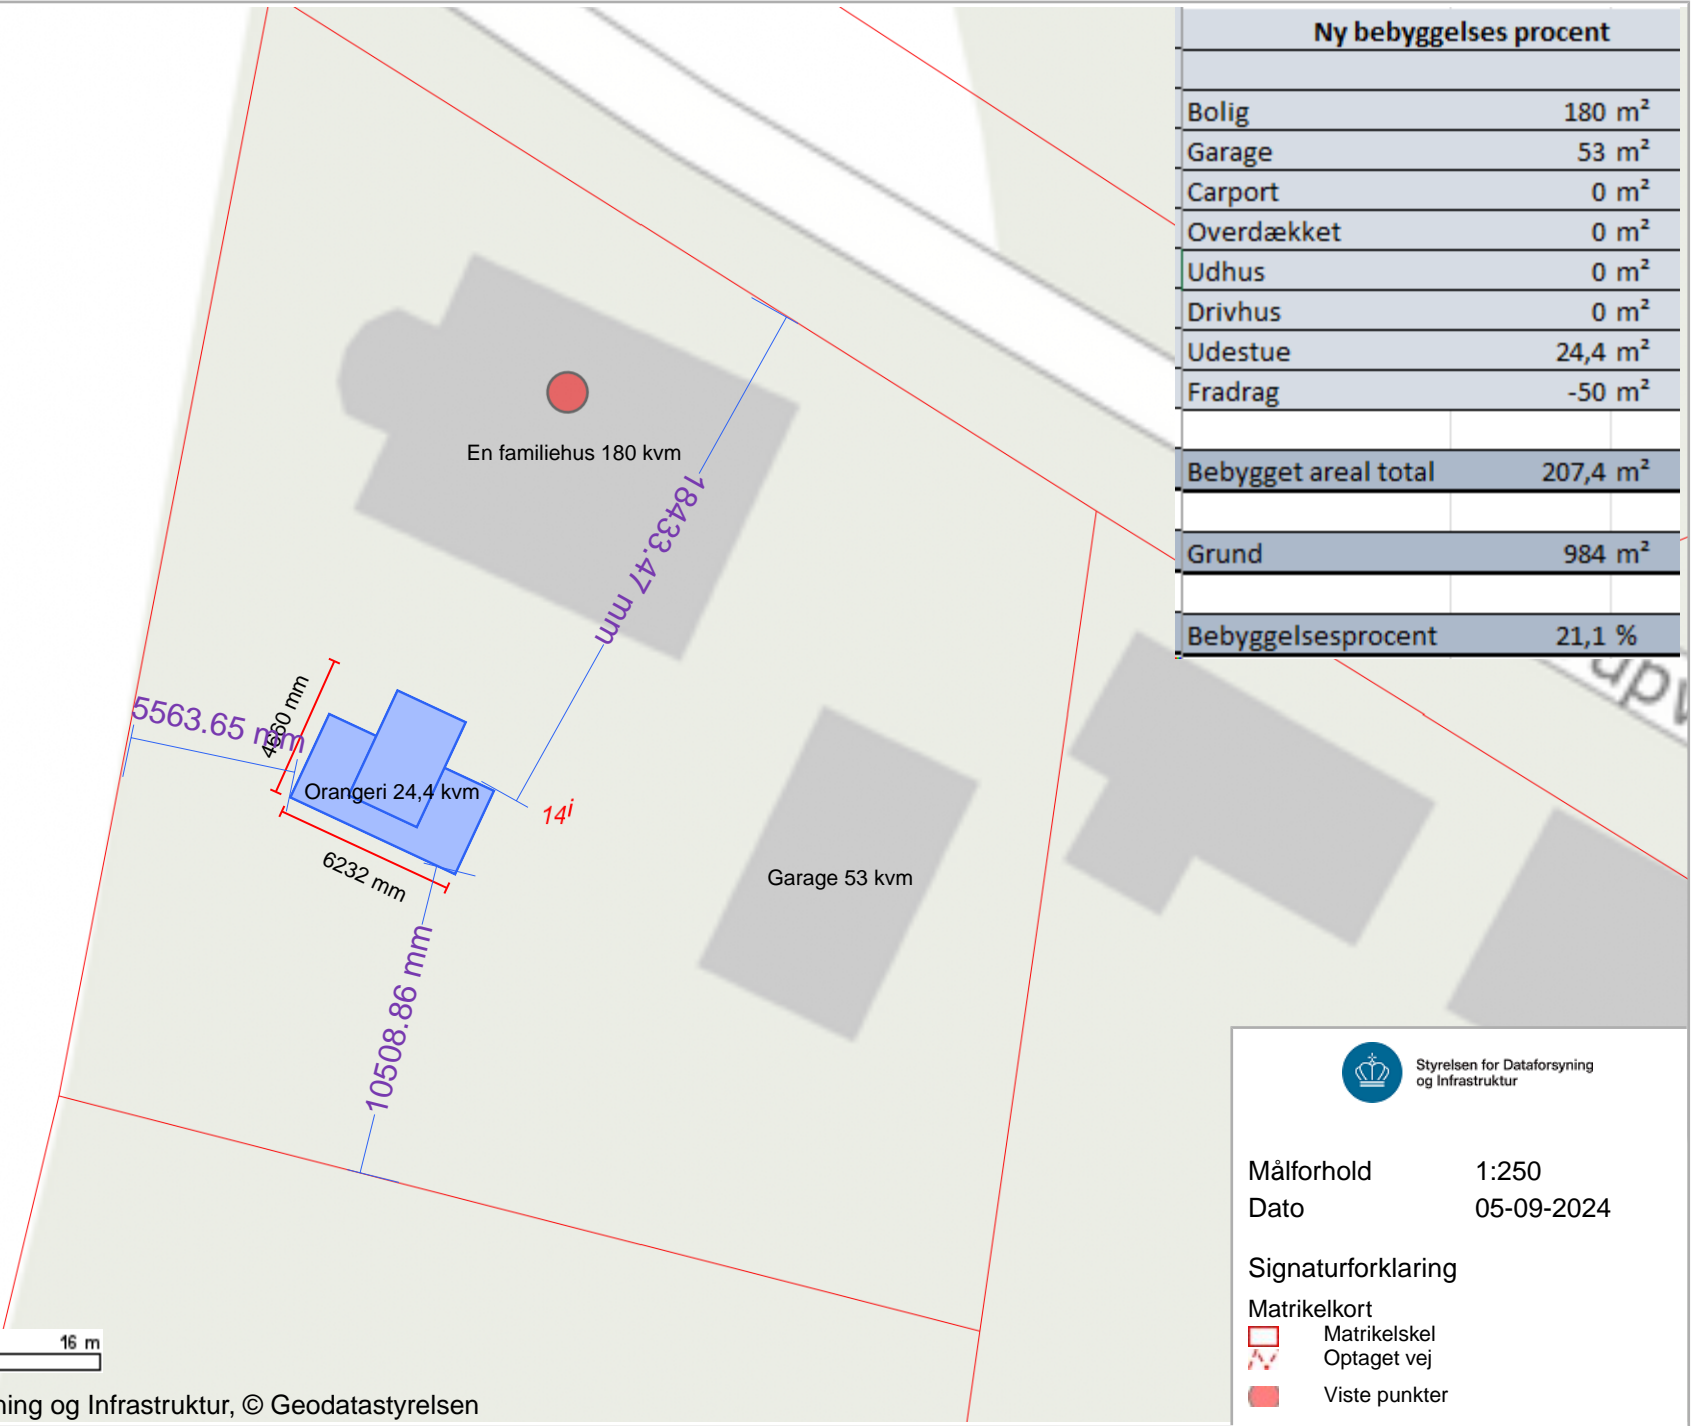 Ny bebyggelses procent
Bolig 180 m²
Garage 53 m²
Carport 0 m²
Overdækket 0 m²
Udhus 0 m²
Drivhus 0 m²
Udestue 24,4 m²
Fradrag -50 m²
Bebygget areal total 207,4 m²
Grund 984 m²
Bebyggelsesprocent 21,1 %
En familiehus 180 kvm
18433.47 mm
4660 mm
5563.65 mm
Orangeri 24,4 kvm
14i
6232 mm
Garage 53 kvm
10508.86 mm
Styrelsen for Dataforsyning
og Infrastruktur
Målforhold 1:250
Dato 05-09-2024
Signaturforklaring
Matrikelkort
Matrikelskel
Optaget vej
Viste punkter
16 m
ning og Infrastruktur, © Geodatastyrelsen